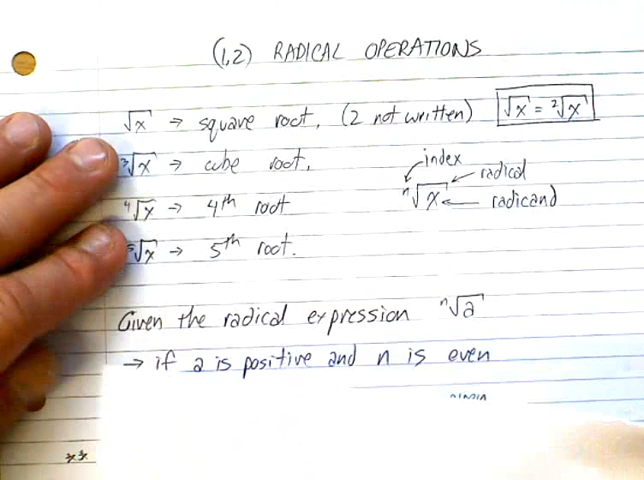 (1,2) RADICAL OPERATIONS
√x ⇒ square root, (2 not written) √x = ²√x
³√x ⇒ cube root,
index
radical
ⁿ√x radicand
⁴√x → 4th root
⁵√x → 5th root.
Given the radical expression ⁿ√a
→ if a is positive and n is even